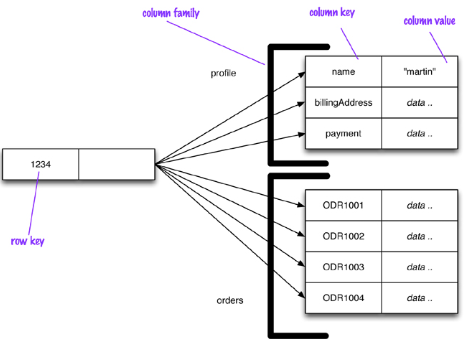 column family
column key
column value
profile
name
"martin"
billingAddress
data ..
payment
data ..
1234
row key
ODR1001
data ..
ODR1002
data ..
ODR1003
data ..
ODR1004
data ..
orders